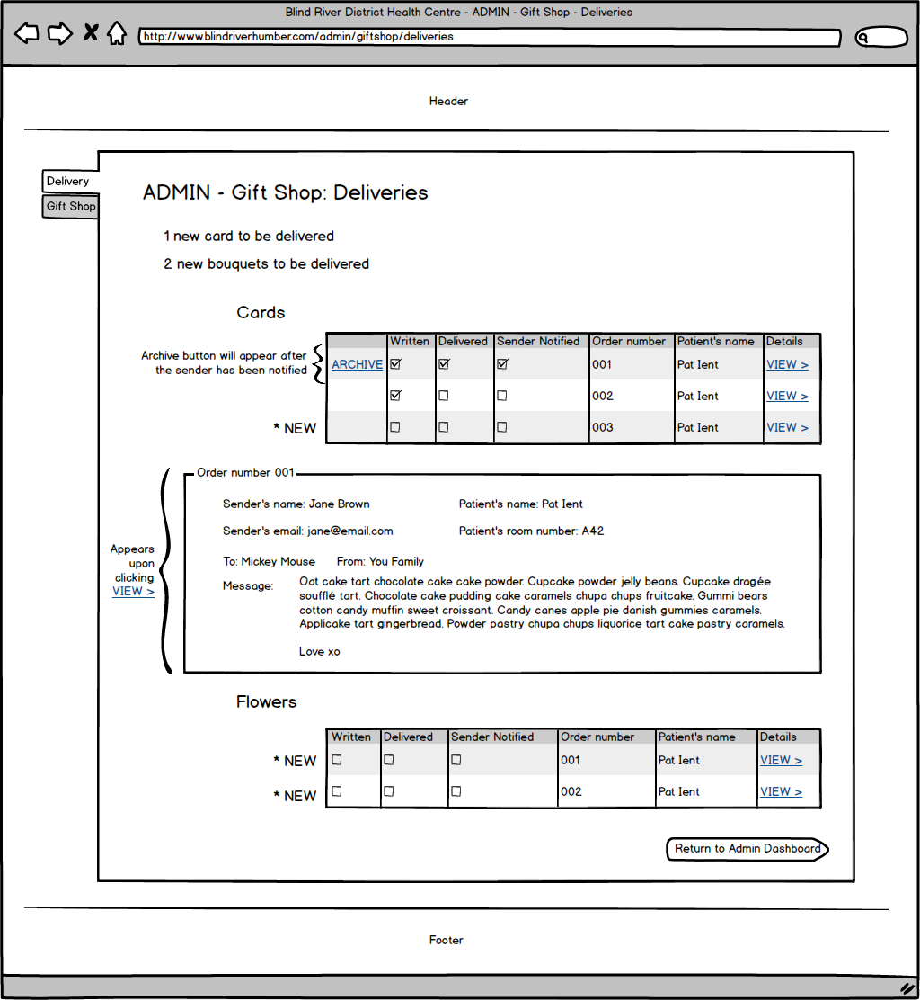 Blind River District Health Centre - ADMIN - Gift Shop - Deliveries
http://www.blindriverhumber.com/admin/giftshop/deliveries
Header
Delivery
Gift Shop
ADMIN - Gift Shop: Deliveries
1 new card to be delivered
2 new bouquets to be delivered
Cards
Archive button will appear after
the sender has been notified
Written Delivered Sender Notified Order number Patient's name Details
ARCHIVE 001 Pat Ient VIEW >
002 Pat Ient VIEW >
* NEW 003 Pat Ient VIEW >
Appears
upon
clicking
VIEW >
Order number 001
Sender's name: Jane Brown Patient's name: Pat Ient
Sender's email: jane@email.com Patient's room number: A42
To: Mickey Mouse From: You Family
Message: Oat cake tart chocolate cake cake powder. Cupcake powder jelly beans. Cupcake dragée
soufflé tart. Chocolate cake pudding cake caramels chupa chups fruitcake. Gummi bears
cotton candy muffin sweet croissant. Candy canes apple pie danish gummies caramels.
Applicake tart gingerbread. Powder pastry chupa chups liquorice tart cake pastry caramels.
Love xo
Flowers
Written Delivered Sender Notified Order number Patient's name Details
* NEW 001 Pat Ient VIEW >
* NEW 002 Pat Ient VIEW >
Return to Admin Dashboard
Footer